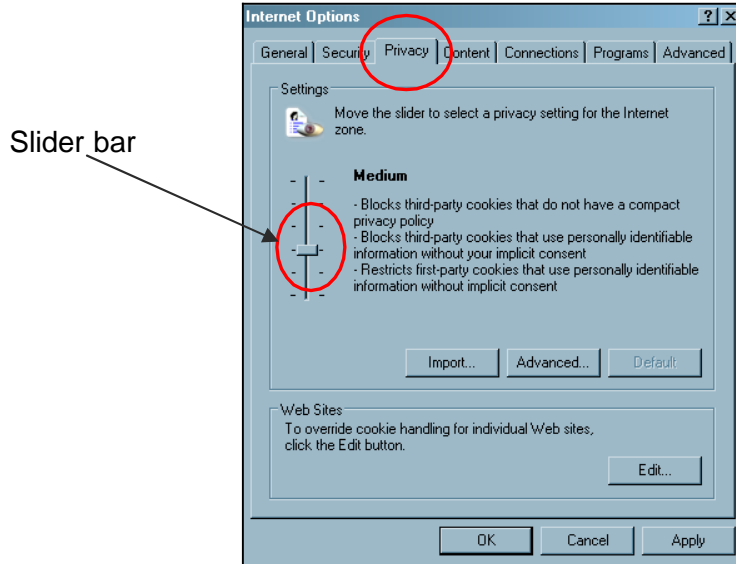 Internet Options
General Security Privacy Content Connections Programs Advanced
Settings
Move the slider to select a privacy setting for the Internet
zone.
Slider bar
Medium
- Blocks third-party cookies that do not have a compact
privacy policy
- Blocks third-party cookies that use personally identifiable
information without your implicit consent
- Restricts first-party cookies that use personally identifiable
information without implicit consent
Import... Advanced... Default
Web Sites
To override cookie handling for individual Web sites,
click the Edit button.
Edit...
OK Cancel Apply